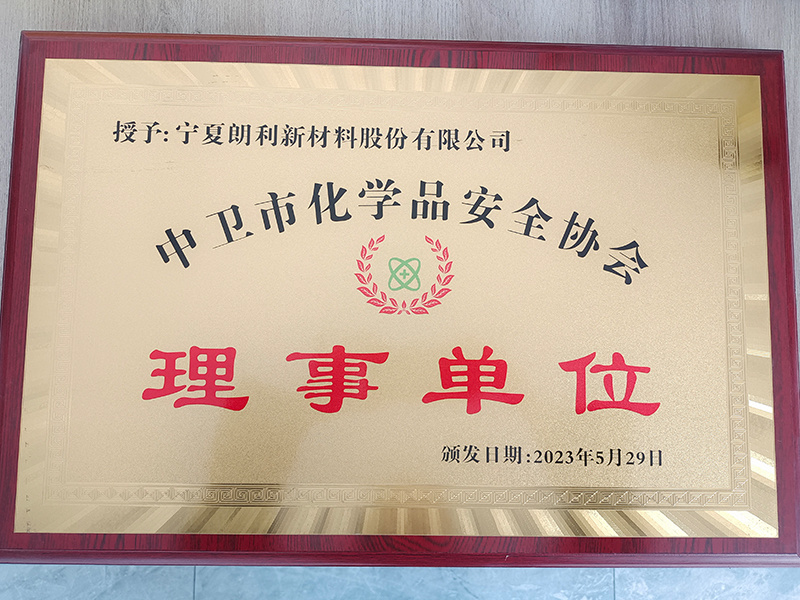 授予:宁夏朗利新材料股份有限公司
中卫市化学品安全协会
理事单位
颁发日期:2023年5月29日